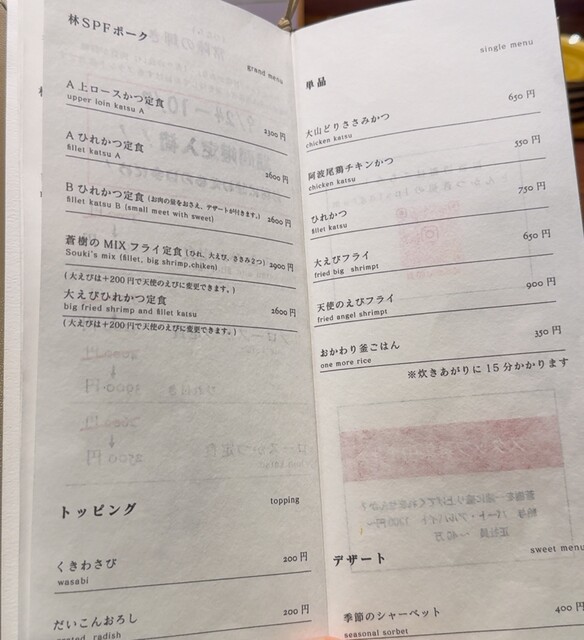 林SPFポーク
grand menu
A上ロースかつ定食
upper loin katsu A
2300円
Aひれかつ定食
fillet katsu A
2600円
Bひれかつ定食(お肉の量をおさえ、デザートが付きます。)
fillet katsu B (small meet with sweet)
2600円
蒼樹のMIXフライ定食(ひれ、大えび、ささみ2つ)
Souki's mix (fillet, big shrimp,chiken)
2900円
(大えびは+200円で天使のえびに変更できます。)
大えびひれかつ定食
big fried shrimp and fillet katsu
2600円
(大えびは+200円で天使のえびに変更できます。)
トッピング
topping
くきわさび
wasabi
200円
だいこんおろし
radish
200円
単品
single menu
大山どりささみかつ
chicken katsu
650円
阿波尾鶏チキンかつ
chicken katsu
550円
ひれかつ
fillet katsu
750円
大えびフライ
fried big shrimpt
650円
天使のえびフライ
fried angel shrimpt
900円
おかわり釜ごはん
one more rice
350円
※炊きあがりに15分かかります
デザート
sweet menu
季節のシャーベット
seasonal sorbet
400円